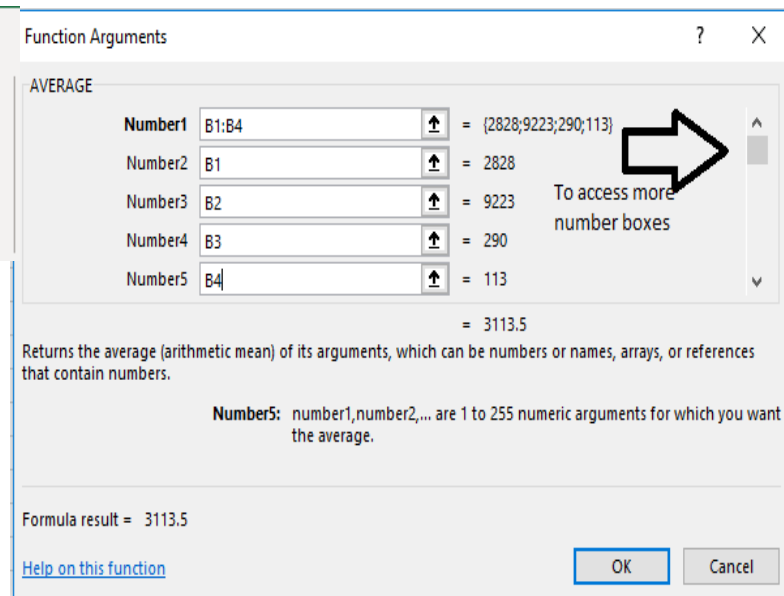 Function Arguments ? X
AVERAGE
Number1 B1:B4 = {2828;9223;290;113}
Number2 B1 = 2828
Number3 B2 = 9223
To access more
number boxes
Number4 B3 = 290
Number5 B4 = 113
= 3113.5
Returns the average (arithmetic mean) of its arguments, which can be numbers or names, arrays, or references
that contain numbers.
Number5: number1,number2,... are 1 to 255 numeric arguments for which you want
the average.
Formula result = 3113.5
Help on this function
OK
Cancel